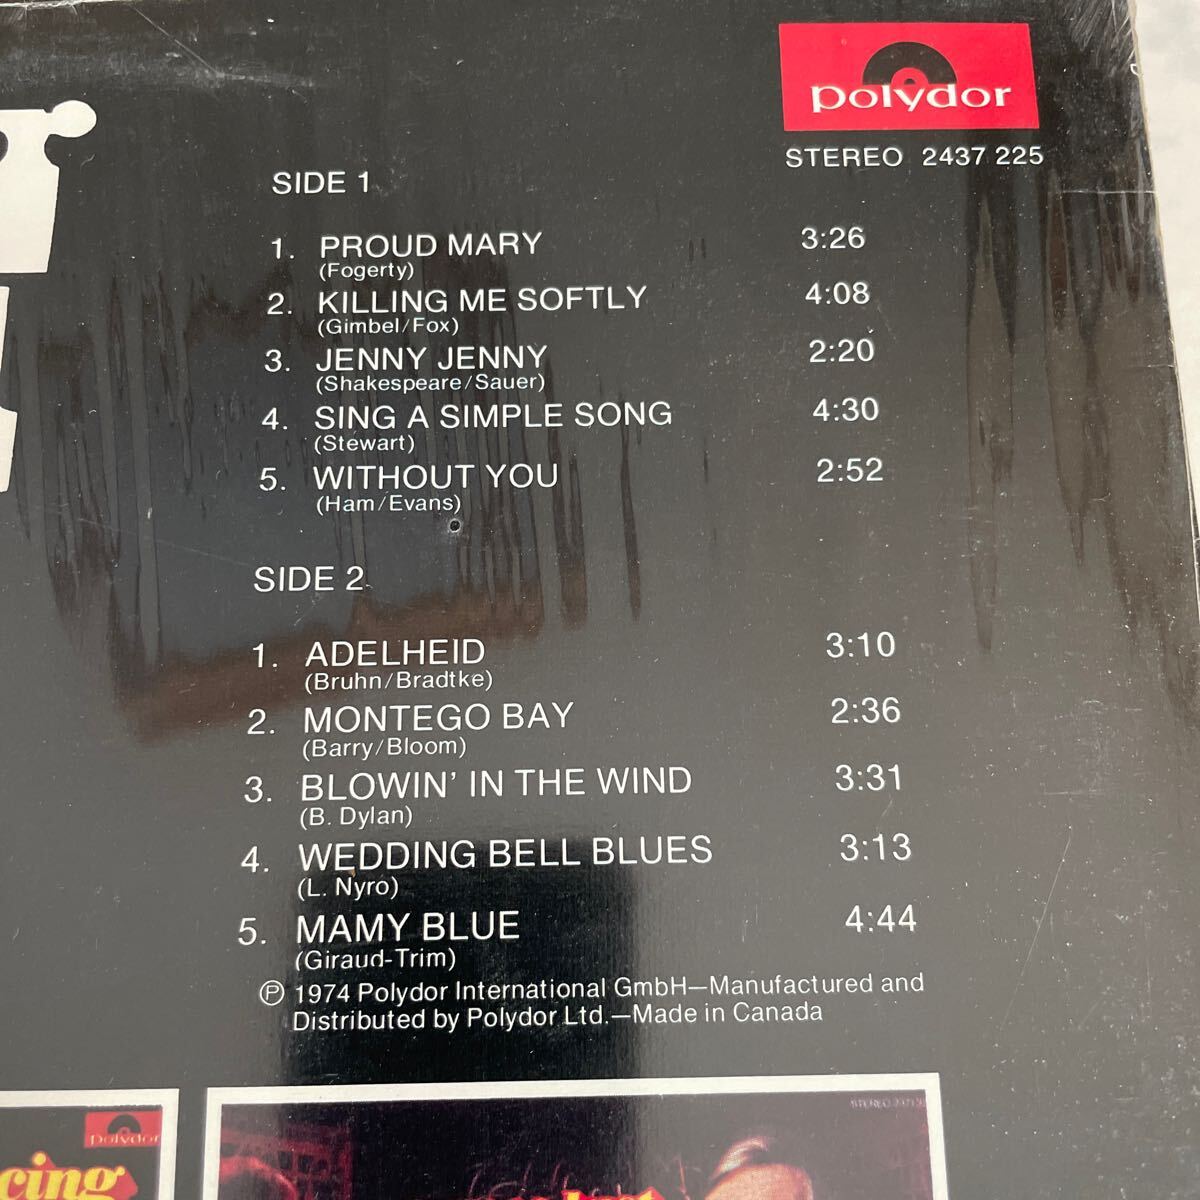 polydor
STEREO 2437 225
SIDE 1
1. PROUD MARY 3:26
(Fogerty)
2. KILLING ME SOFTLY 4:08
(Gimbel/Fox)
3. JENNY JENNY 2:20
(Shakespeare/Sauer)
4. SING A SIMPLE SONG 4:30
(Stewart)
5. WITHOUT YOU 2:52
(Ham/Evans)
SIDE 2
1. ADELHEID 3:10
(Bruhn/Bradtke)
2. MONTEGO BAY 2:36
(Barry/Bloom)
3. BLOWIN' IN THE WIND 3:31
(B. Dylan)
4. WEDDING BELL BLUES 3:13
(L. Nyro)
5. MAMY BLUE 4:44
(Giraud-Trim)
℗ 1974 Polydor International GmbH—Manufactured and
Distributed by Polydor Ltd.—Made in Canada
polydor
cing